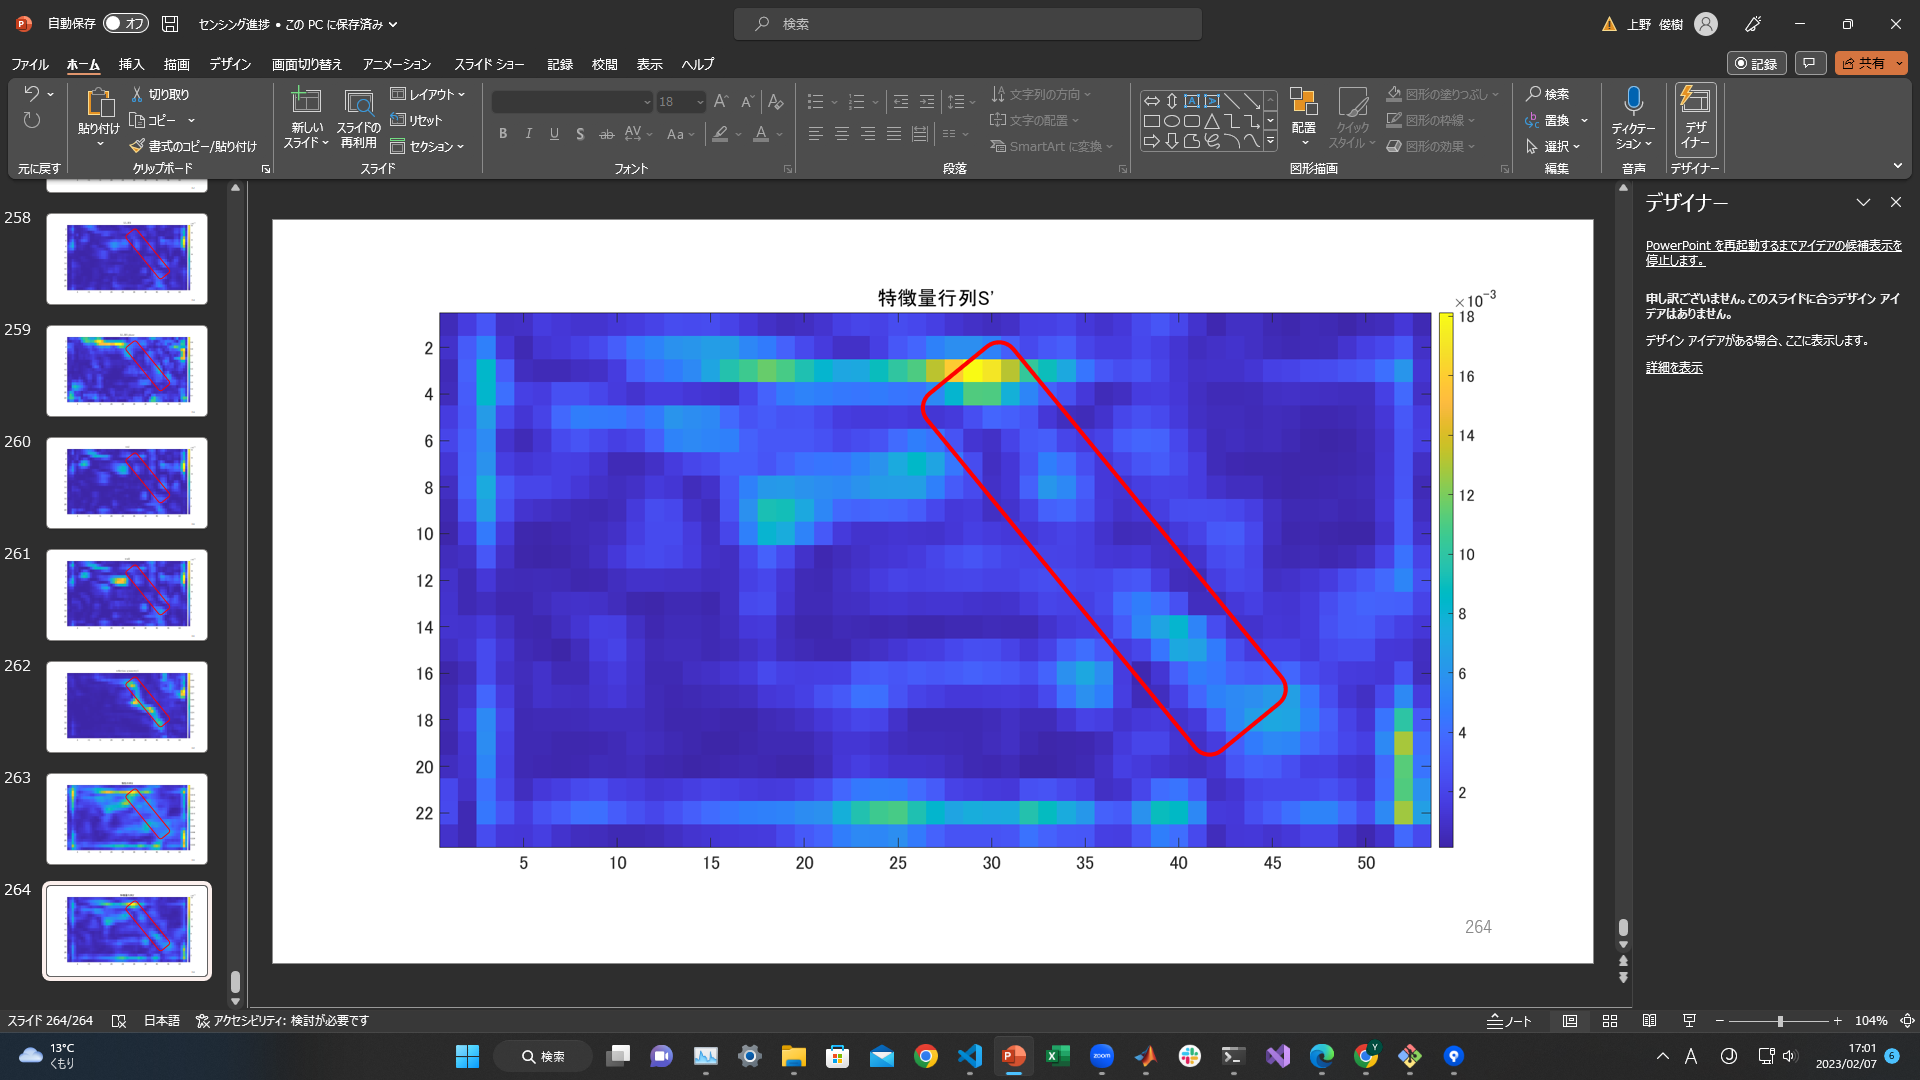 自動保存 オフ センシング進捗 • この PC に保存済み 検索 上野 俊樹
ファイル ホーム 挿入 描画 デザイン 画面切り替え アニメーション スライド ショー 記録 校閲 表示 ヘルプ 記録 共有
貼り付け 切り取り コピー 書式のコピー/貼り付け
新しい スライド スライドの 再利用 レイアウト リセット セクション
18
B I U S ab AV Aa A
文字列の方向 文字の配置 SmartArt に変換
配置 クイック スタイル 図形の塗りつぶし 図形の枠線 図形の効果
検索 置換 選択
ディクテー ション デザ イナー
元に戻す クリップボード スライド フォント 段落 図形描画 編集 音声 デザイナー
258
259
260
261
262
263
264
特徴量行列S'
×10-3
2
4
6
8
10
12
14
16
18
20
22
5 10 15 20 25 30 35 40 45 50
18
16
14
12
10
8
6
4
2
264
デザイナー
PowerPoint を再起動するまでアイデアの候補表示を
停止します。
申し訳ございません。このスライドに合うデザイン アイ
デアはありません。
デザイン アイデアがある場合、ここに表示します。
詳細を表示
スライド 264/264 日本語 アクセシビリティ: 検討が必要です ノート 104%
13°C
くもり
検索
zoom
Y
A
17:01
2023/02/07
6